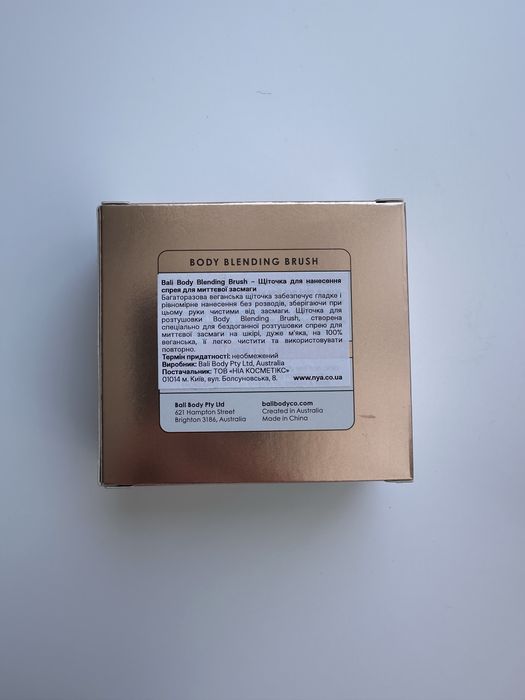 BODY BLENDING BRUSH
Bali Body Blending Brush – Щіточка для нанесення
спрея для миттєвої засмаги
Багаторазова веганська щіточка забезпечує гладке і
рівномірне нанесення без розводів, зберігаючи при
цьому руки чистими від засмаги. Щіточка для
розтушовки Body Blending Brush, створена
спеціально для бездоганної розтушовки спрею для
миттєвої засмаги на шкірі, дуже м'яка, на 100%
веганська, її легко чистити та використовувати
повторно.
Термін придатності: необмежений
Виробник: Bali Body Pty Ltd, Australia
Постачальник: ТОВ «НІА КОСМЕТІКС»
01014 м. Київ, вул. Болсуновська, 8. www.nya.co.ua
Bali Body Pty Ltd balibodyco.com
621 Hampton Street Created in Australia
Brighton 3186, Australia Made in China